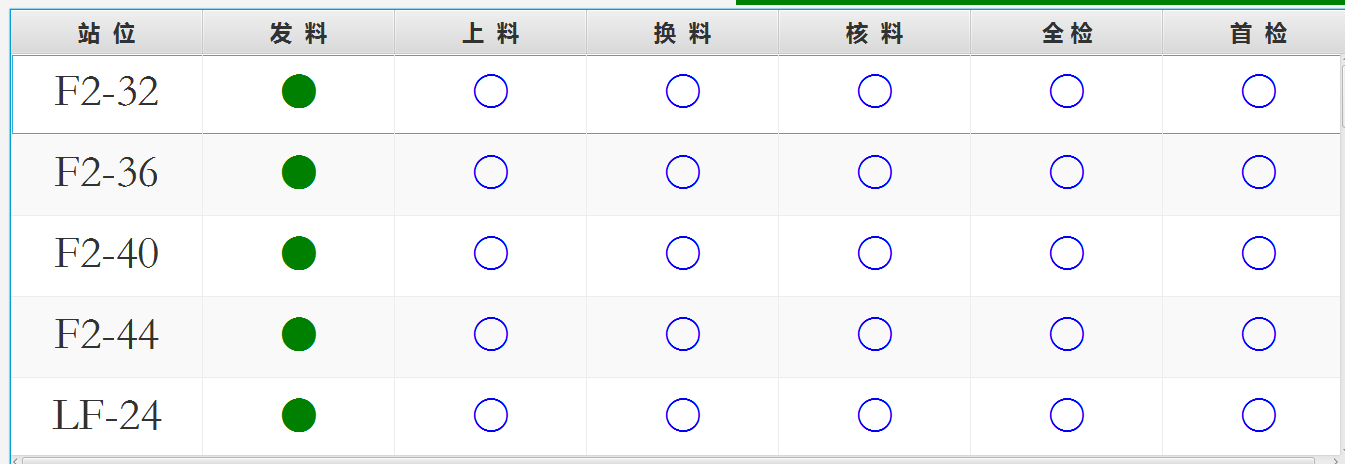 站 位 发 料 上 料 换 料 核 料 全检 首 检
F2-32
F2-36
F2-40
F2-44
LF-24